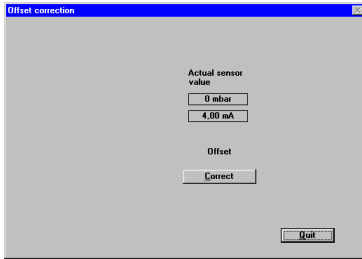 Offset correction
Actual sensor
value
0 mbar
4,00 mA
Offset
Correct
Quit